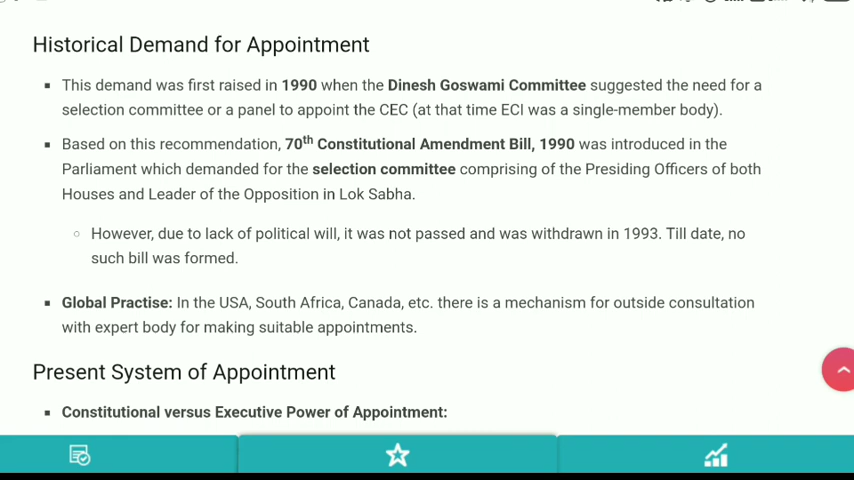 Historical Demand for Appointment
This demand was first raised in 1990 when the Dinesh Goswami Committee suggested the need for a
selection committee or a panel to appoint the CEC (at that time ECI was a single-member body).
Based on this recommendation, 70th Constitutional Amendment Bill, 1990 was introduced in the
Parliament which demanded for the selection committee comprising of the Presiding Officers of both
Houses and Leader of the Opposition in Lok Sabha.
However, due to lack of political will, it was not passed and was withdrawn in 1993. Till date, no
such bill was formed.
Global Practise: In the USA, South Africa, Canada, etc. there is a mechanism for outside consultation
with expert body for making suitable appointments.
Present System of Appointment
Constitutional versus Executive Power of Appointment: